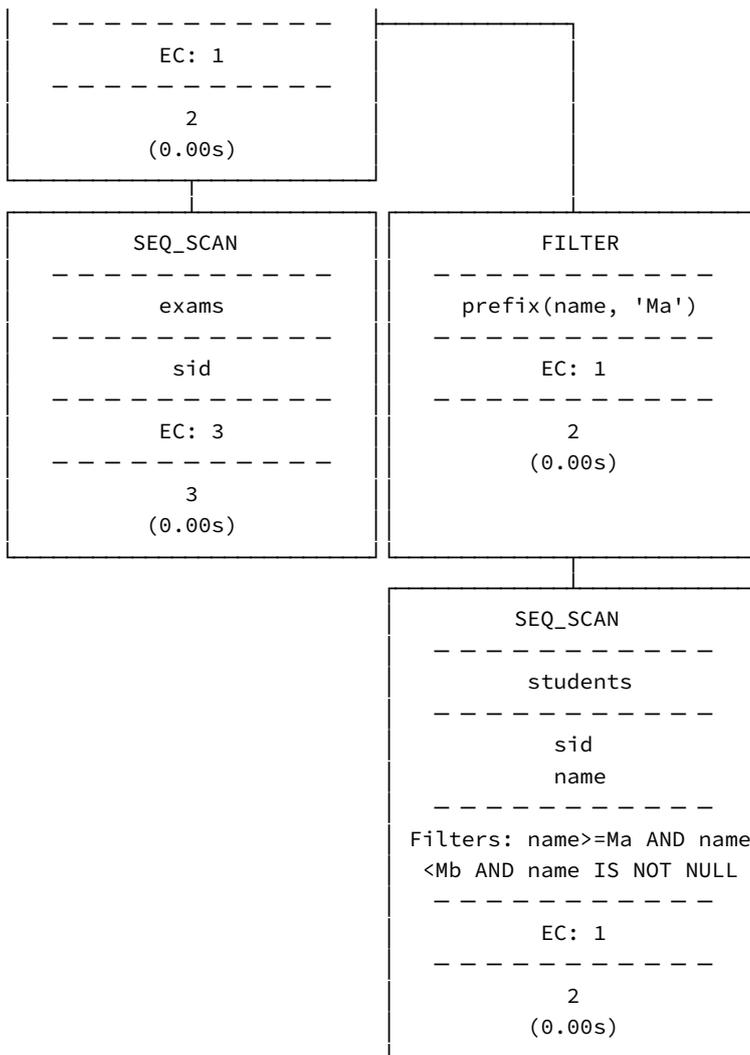 EC: 1
2
(0.00s)
SEQ_SCAN
exams
sid
EC: 3
3
(0.00s)
FILTER
prefix(name, 'Ma')
EC: 1
2
(0.00s)
SEQ_SCAN
students
sid
name
Filters: name>=Ma AND name
<Mb AND name IS NOT NULL
EC: 1
2
(0.00s)